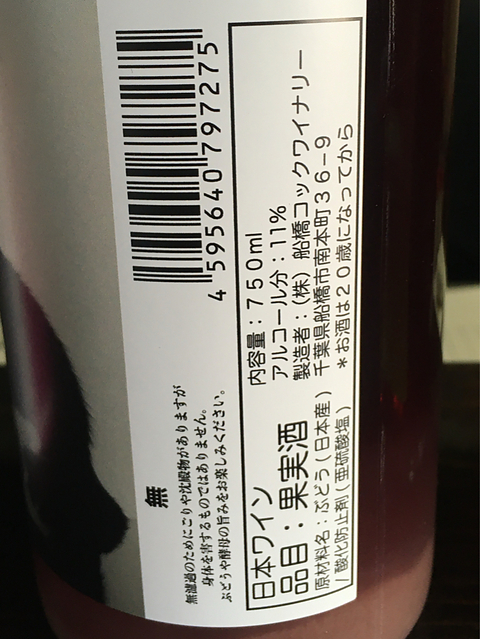 4 595640 797275
無
無濾過のためにごりや沈殿物がありますが
身体を害するものではありません。
ぶどうや酵母の旨みをお楽しみください。
日本ワイン
品目：果実酒
原材料名：ぶどう(日本産)
/酸化防止剤(亜硫酸塩)
内容量：750ml
アルコール分：11%
製造者：(株) 船橋コックワイナリー
千葉県船橋市南本町36-9
*お酒は20歳になってから